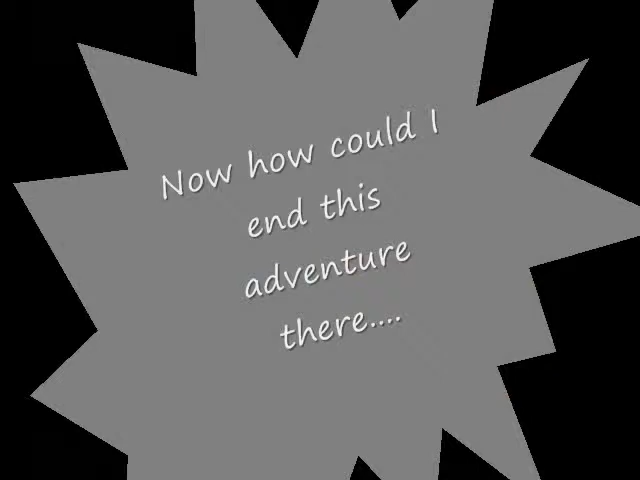 Now how could I
end this
adventure
there....